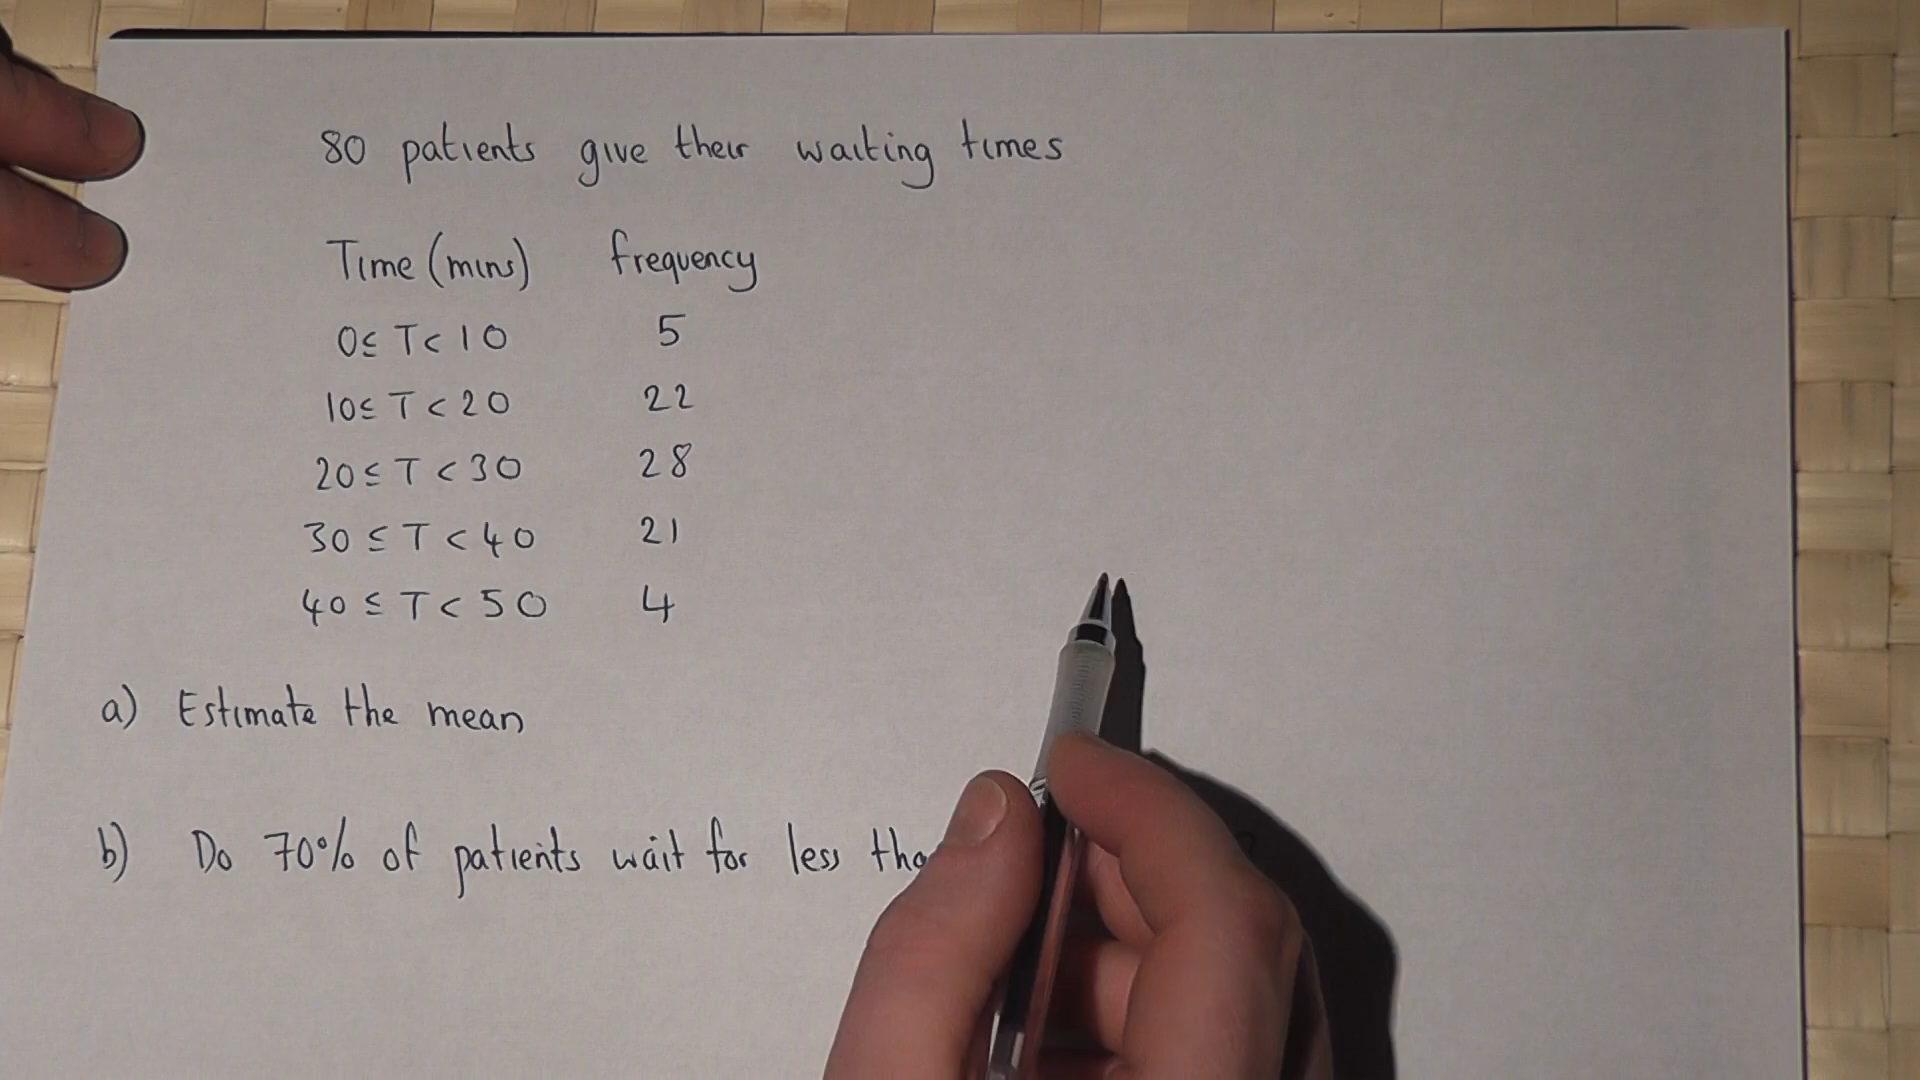 80 patients give their waiting times
Time (mins) frequency
0≤ T< 10 5
10≤ T < 20 22
20 ≤ T < 30 28
30 ≤ T < 40 21
40 ≤ T < 50 4
a) Estimate the mean
b) Do 70% of patients wait for less